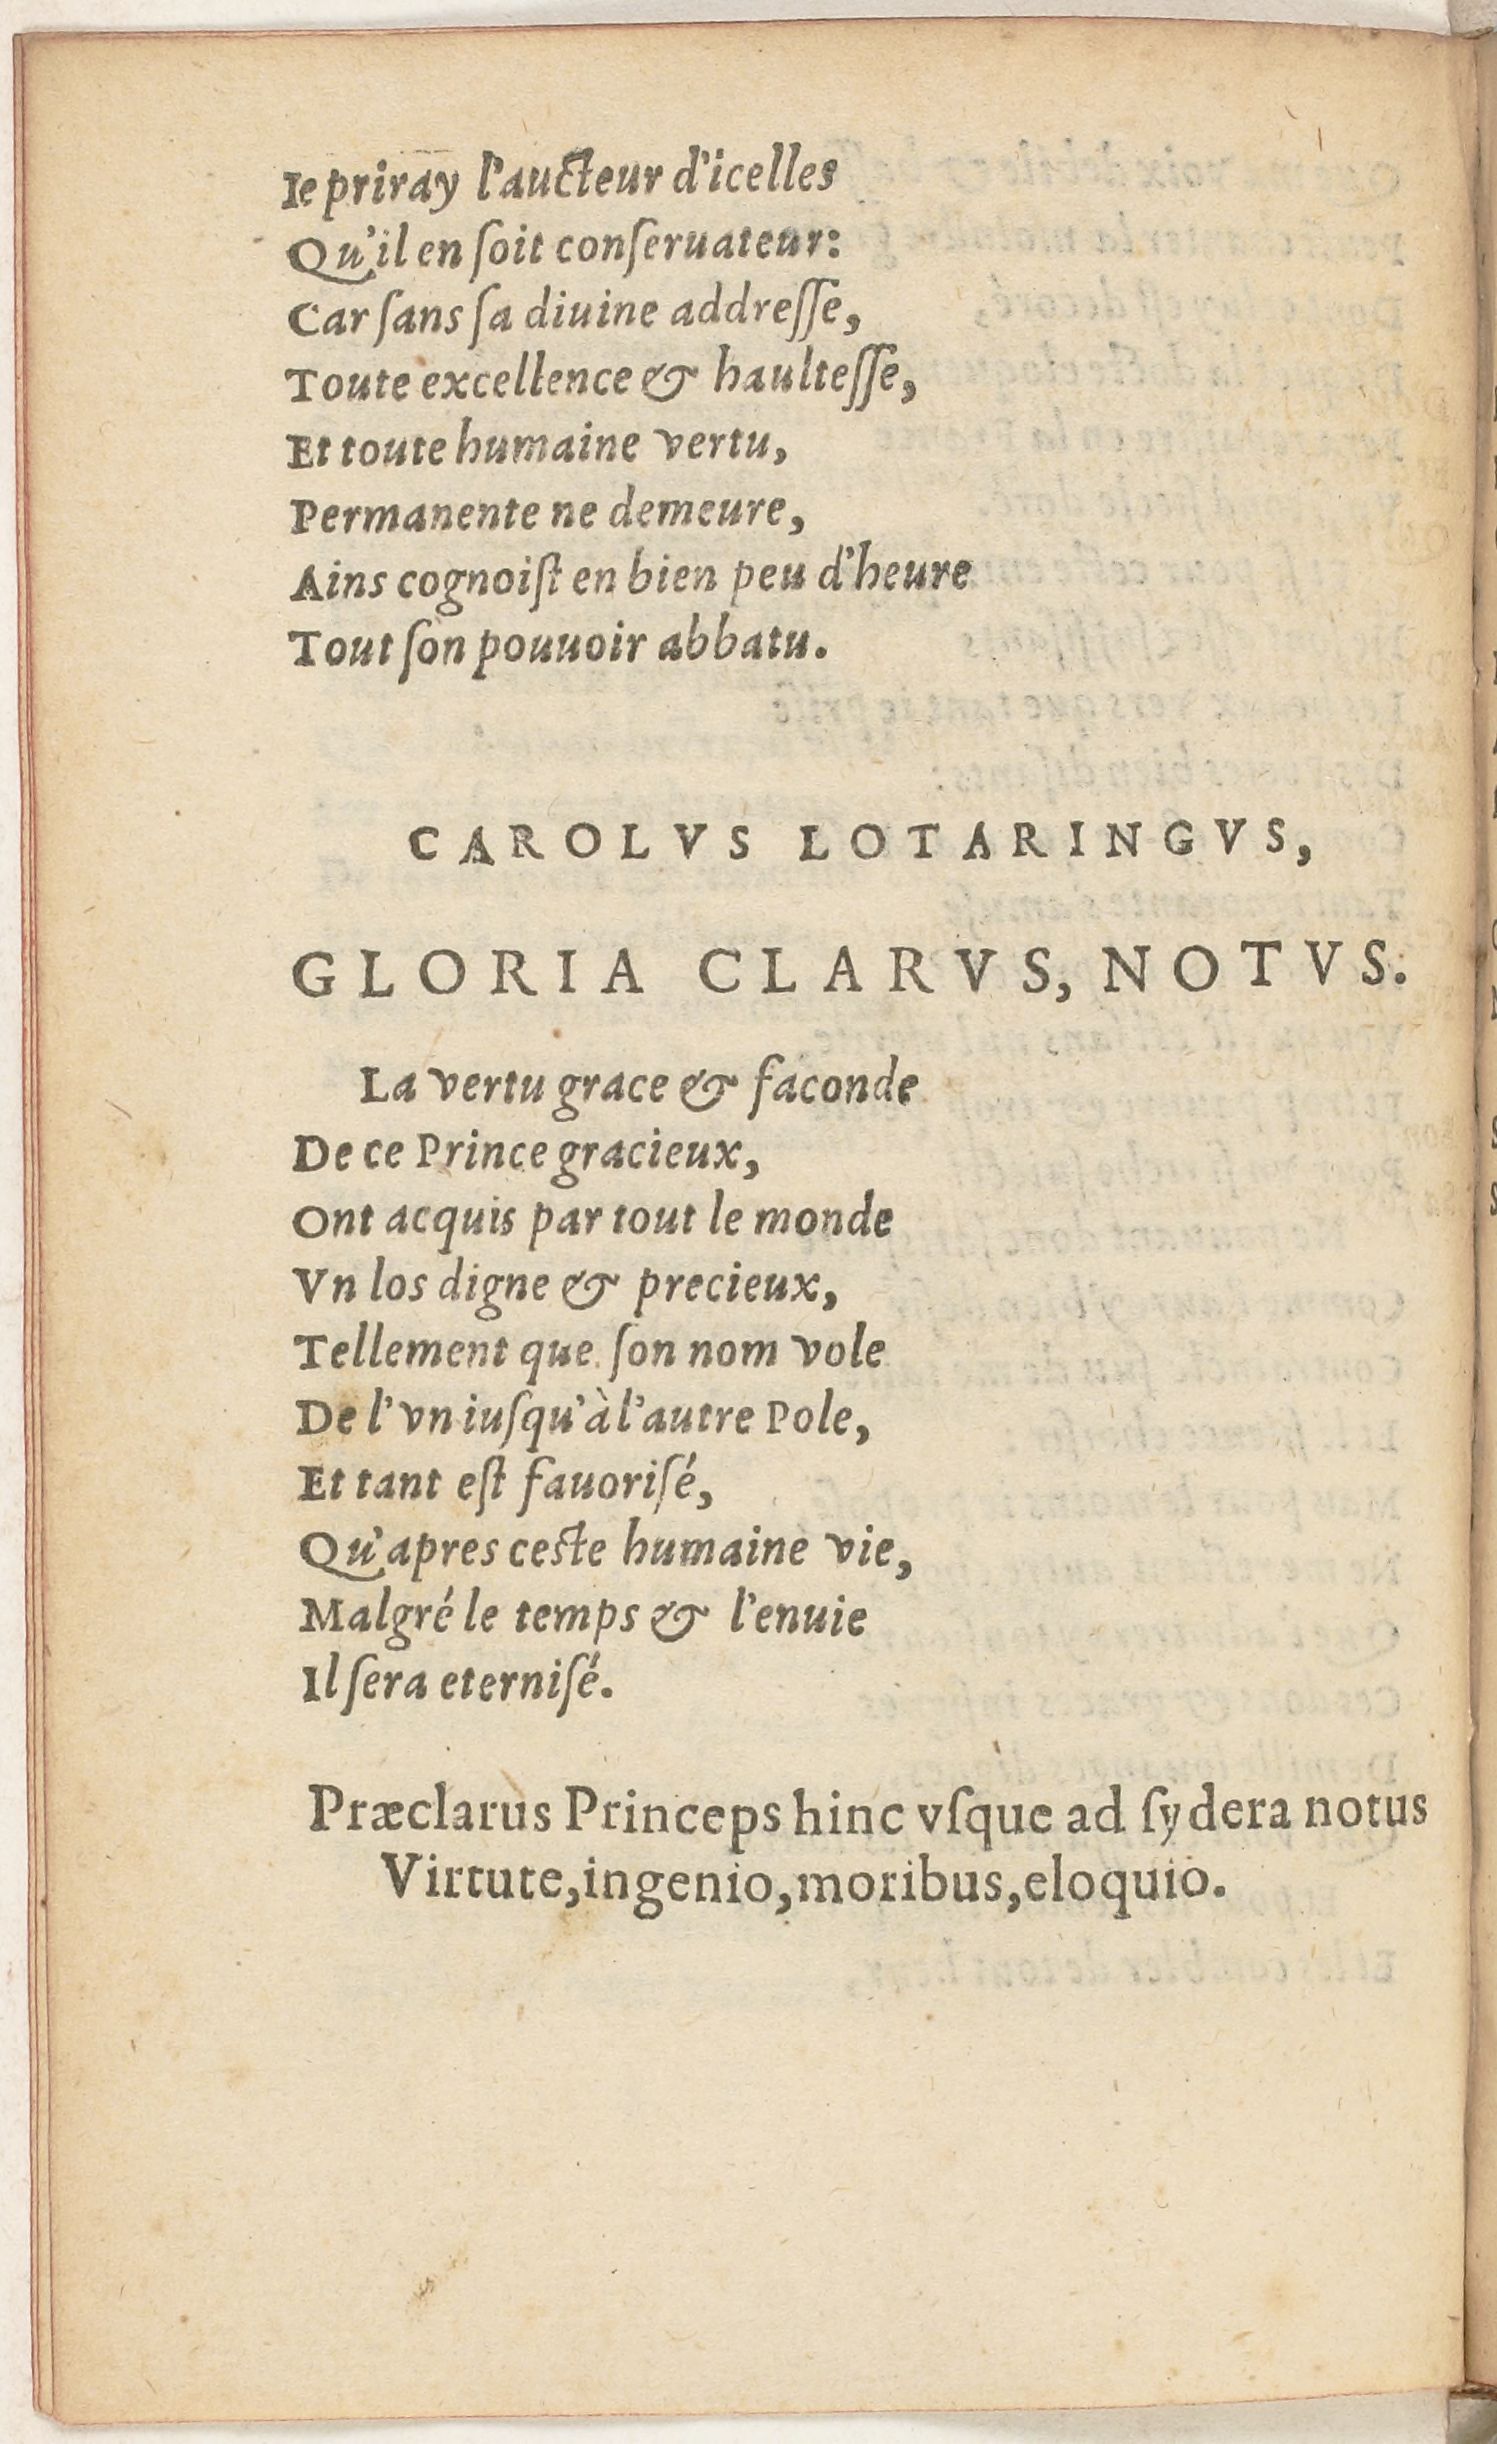 Ie priray l'aucteur d'icelles
Qu'il en ſoit conſeruateur:
Car ſans ſa diuine addreſſe,
Toute excellence & haulteſſe,
Et toute humaine vertu,
Permanente ne demeure,
Ains cognoiſt en bien peu d'heure
Tout ſon pouuoir abbatu.
CAROLVS LOTARINGVS,
GLORIA CLARVS, NOTVS.
La vertu grace & faconde
De ce Prince gracieux,
Ont acquis par tout le monde
Vn los digne & precieux,
Tellement que ſon nom vole
De l'vn iuſqu'à l'autre Pole,
Et tant eſt fauoriſé,
Qu'apres ceſte humaine vie,
Malgré le temps & l'enuie
Il ſera eterniſé.
Præclarus Princeps hinc vſque ad ſydera notus
Virtute, ingenio, moribus, eloquio.